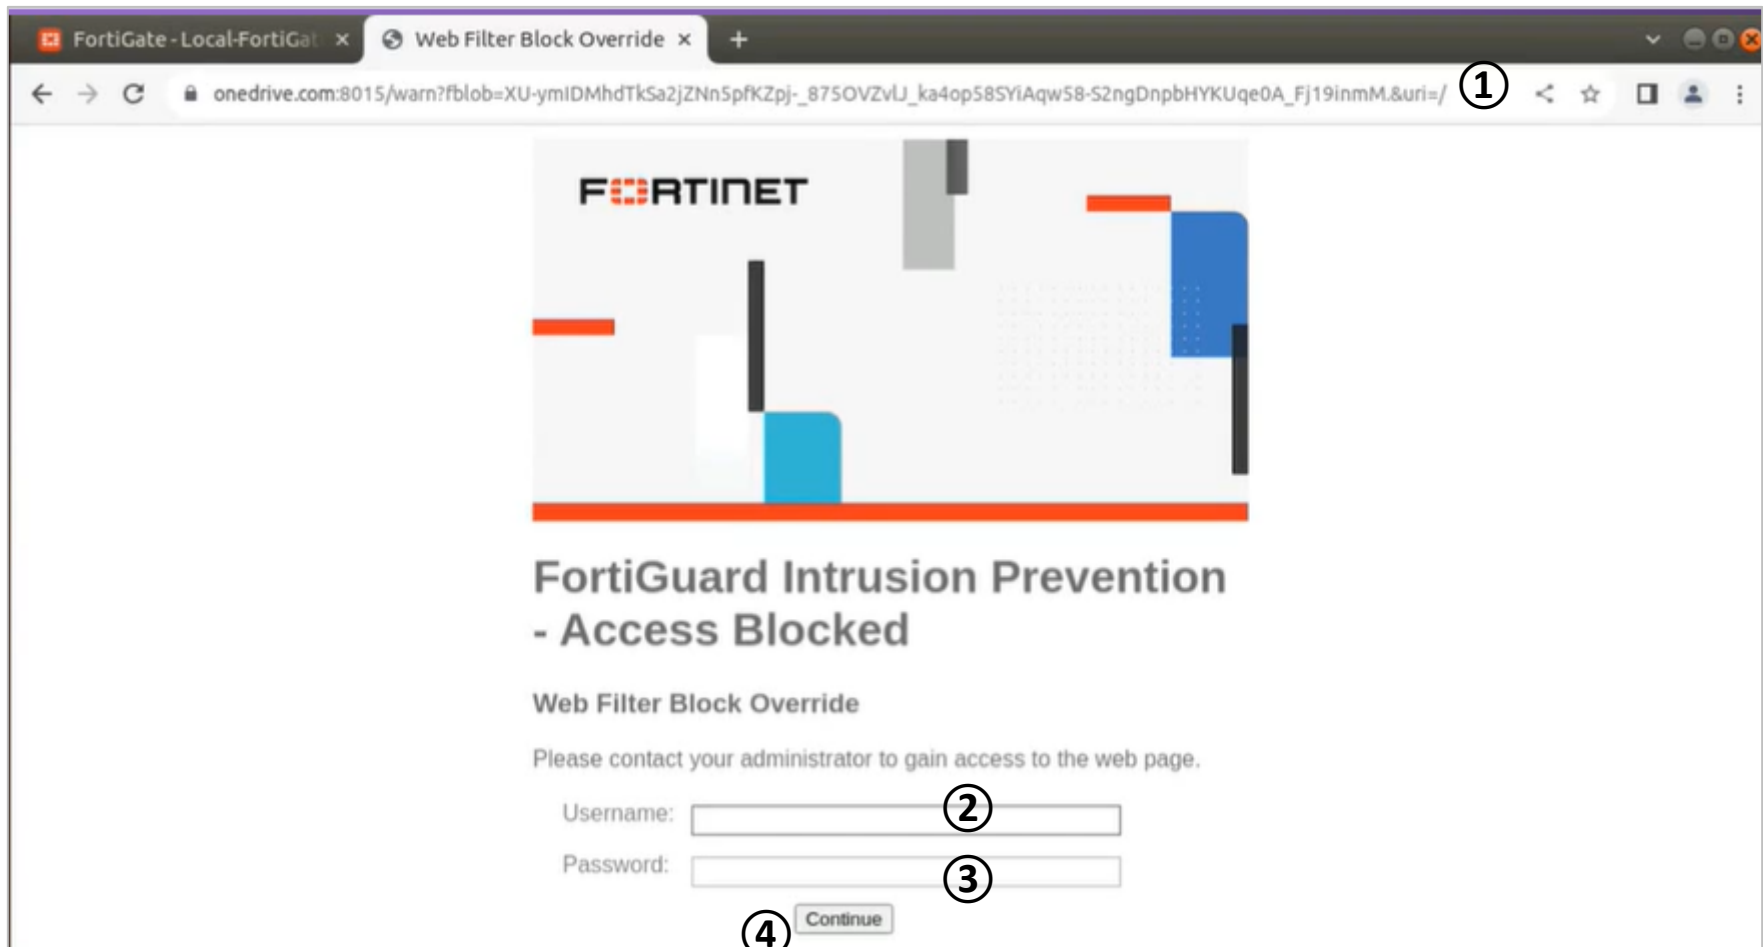 FortiGate - Local-FortiGat
Web Filter Block Override
onedrive.com:8015/warn?fblob=XU-ymIDMhdTkSa2jZNn5pfKZpj-_875OVZvlJ_ka4op58SYiAqw58-S2ngDnpbHYKUqe0A_Fj19inmM.&uri=/
①
FORTINET
FortiGuard Intrusion Prevention
- Access Blocked
Web Filter Block Override
Please contact your administrator to gain access to the web page.
Username: ②
Password: ③
④ Continue